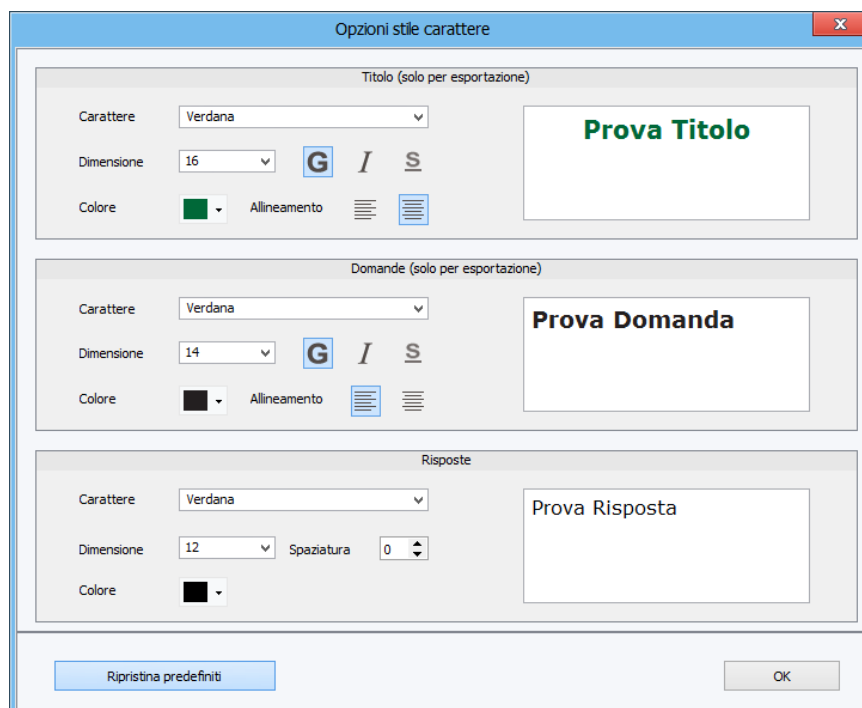 Opzioni stile carattere
x
Titolo (solo per esportazione)
Carattere
Verdana
Prova Titolo
Dimensione
16
G
I
S
Colore
Allineamento
Domande (solo per esportazione)
Carattere
Verdana
Prova Domanda
Dimensione
14
G
I
S
Colore
Allineamento
Risposte
Carattere
Verdana
Prova Risposta
Dimensione
12
Spaziatura
0
Colore
Ripristina predefiniti
OK